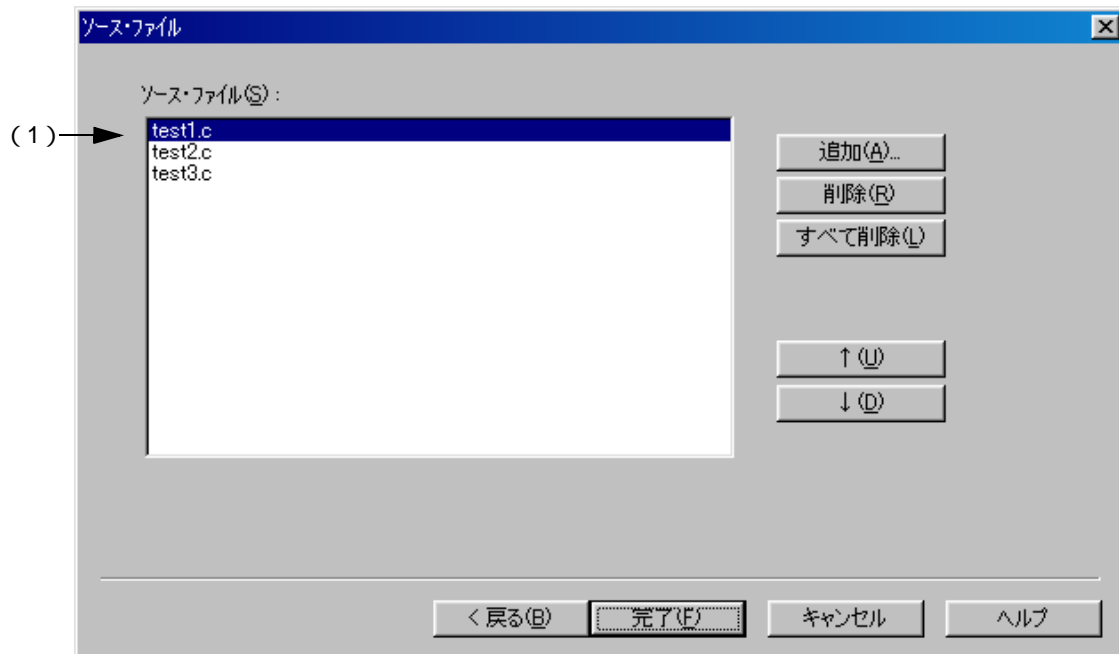 ソース・ファイル
ソース・ファイル(S)：
(1)
test1.c
test2.c
test3.c
追加(A)...
削除(R)
すべて削除(L)
↑(U)
↓(D)
< 戻る(B)
完了(F)
キャンセル
ヘルプ